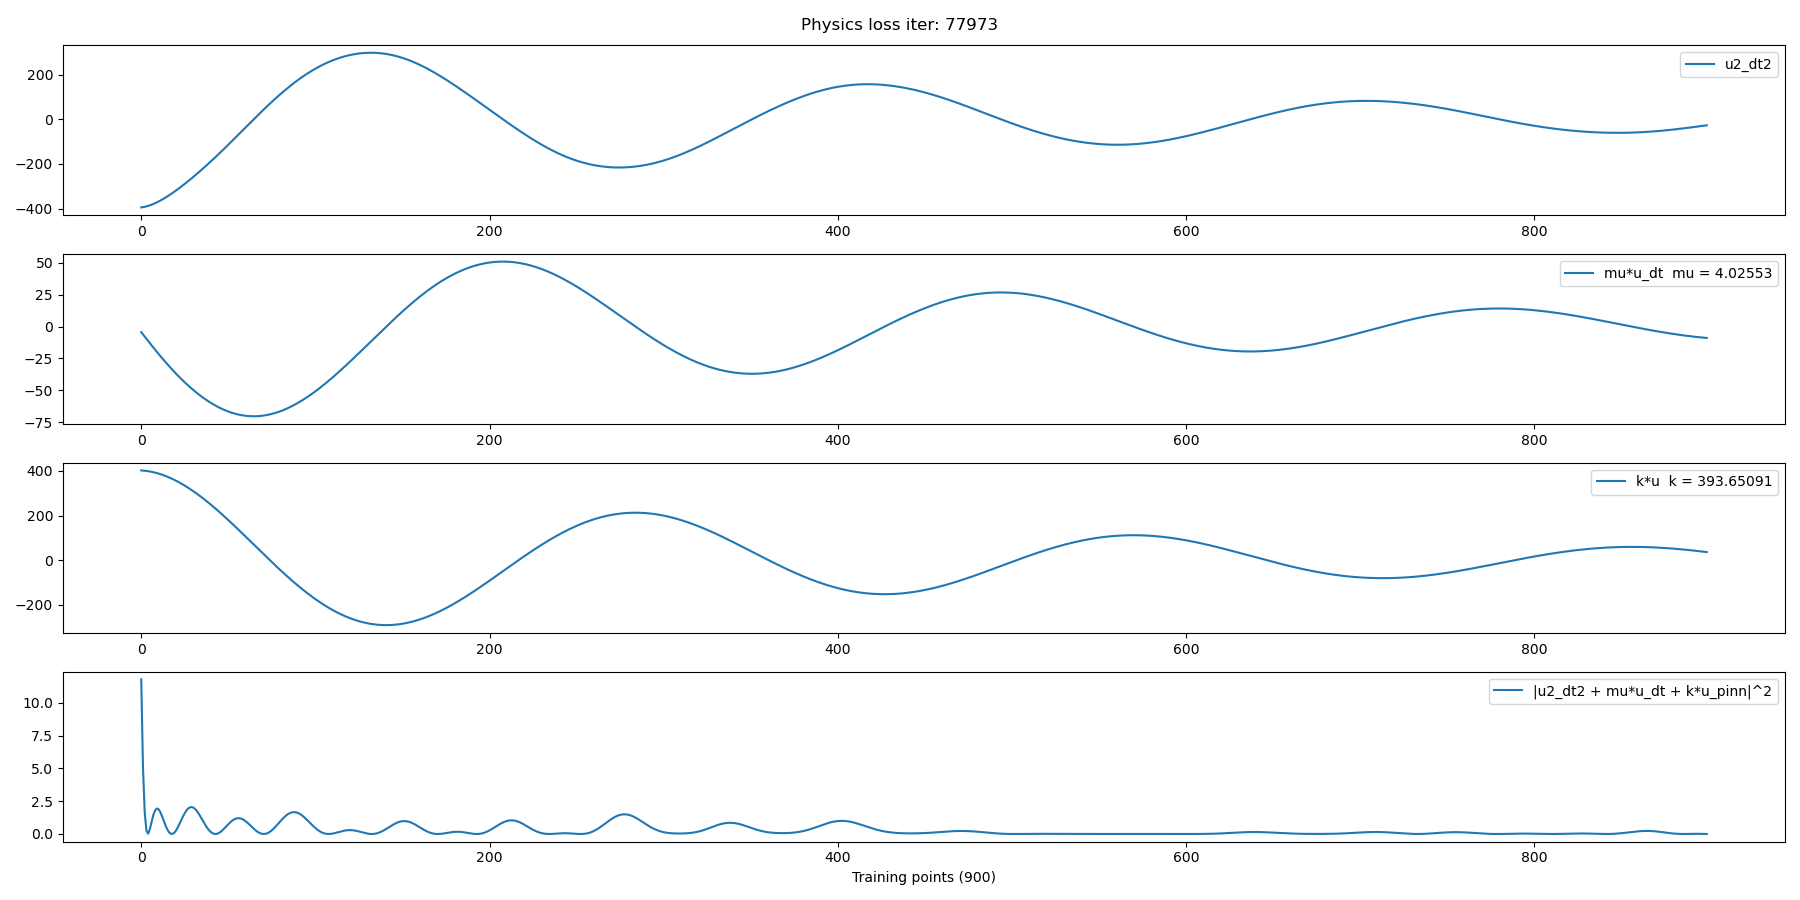 Physics loss iter: 77973
200
0
−200
−400
u2_dt2
0 200 400 600 800
50
25
0
−25
−50
−75
mu*u_dt  mu = 4.02553
0 200 400 600 800
400
200
0
−200
k*u  k = 393.65091
0 200 400 600 800
10.0
7.5
5.0
2.5
0.0
|u2_dt2 + mu*u_dt + k*u_pinn|^2
0 200 400 600 800
Training points (900)